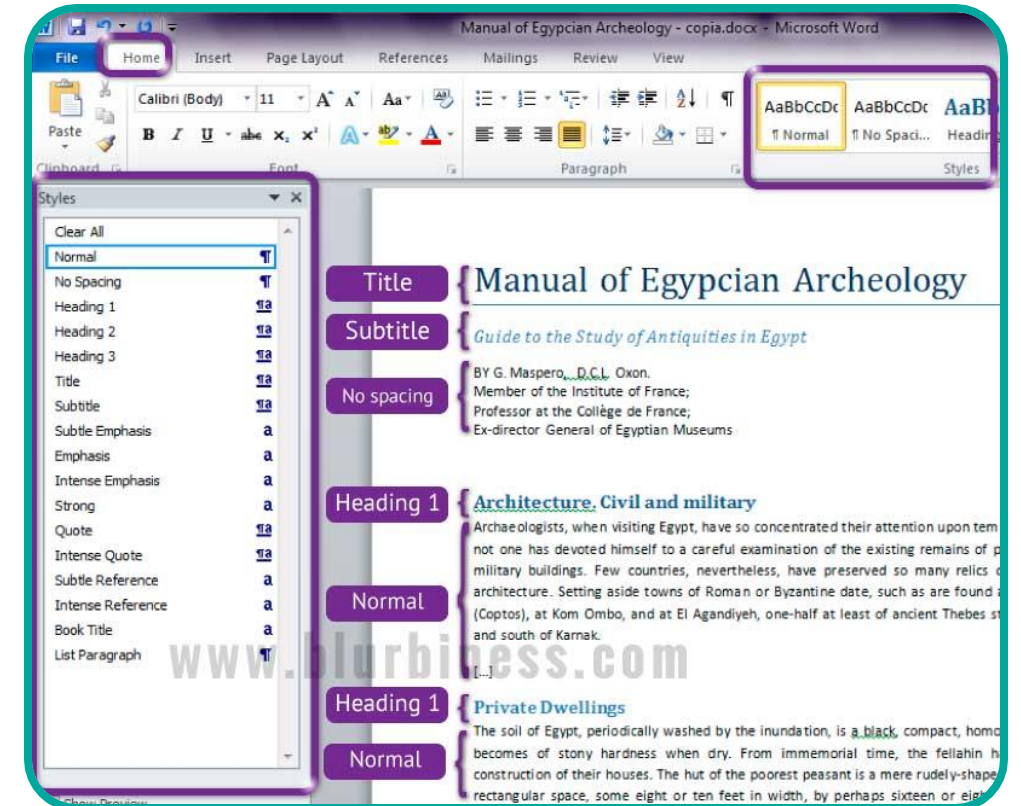 Manual of Egypcian Archeology - copia.docx - Microsoft Word
File Home Insert Page Layout References Mailings Review View
Calibri (Body) 11 A A Aa AaBbCcDc AaBbCcDc AaBb
Paste B I U abc x₂ x² A ab A ¶ Normal ¶ No Spaci... Heading
Clipboard Font Paragraph Styles
Styles
Clear All
Normal
No Spacing
Heading 1
Heading 2
Heading 3
Title
Subtitle
Subtle Emphasis
Emphasis
Intense Emphasis
Strong
Quote
Intense Quote
Subtle Reference
Intense Reference
Book Title
List Paragraph
Show Preview
Title
Manual of Egypcian Archeology
Subtitle
Guide to the Study of Antiquities in Egypt
No spacing
BY G. Maspero, D.C.L. Oxon.
Member of the Institute of France;
Professor at the Collège de France;
Ex-director General of Egyptian Museums
Heading 1
Architecture. Civil and military
Normal
Archaeologists, when visiting Egypt, have so concentrated their attention upon tem
not one has devoted himself to a careful examination of the existing remains of p
military buildings. Few countries, nevertheless, have preserved so many relics
architecture. Setting aside towns of Roman or Byzantine date, such as are found
(Coptos), at Kom Ombo, and at El Agandiyeh, one-half at least of ancient Thebes st
and south of Karnak.
[...]
www.blurbiness.com
Heading 1
Private Dwellings
Normal
The soil of Egypt, periodically washed by the inundation, is a black, compact, homo
becomes of stony hardness when dry. From immemorial time, the fellahin h
construction of their houses. The hut of the poorest peasant is a mere rudely-shape
rectangular space, some eight or ten feet in width, by perhaps sixteen or eigh